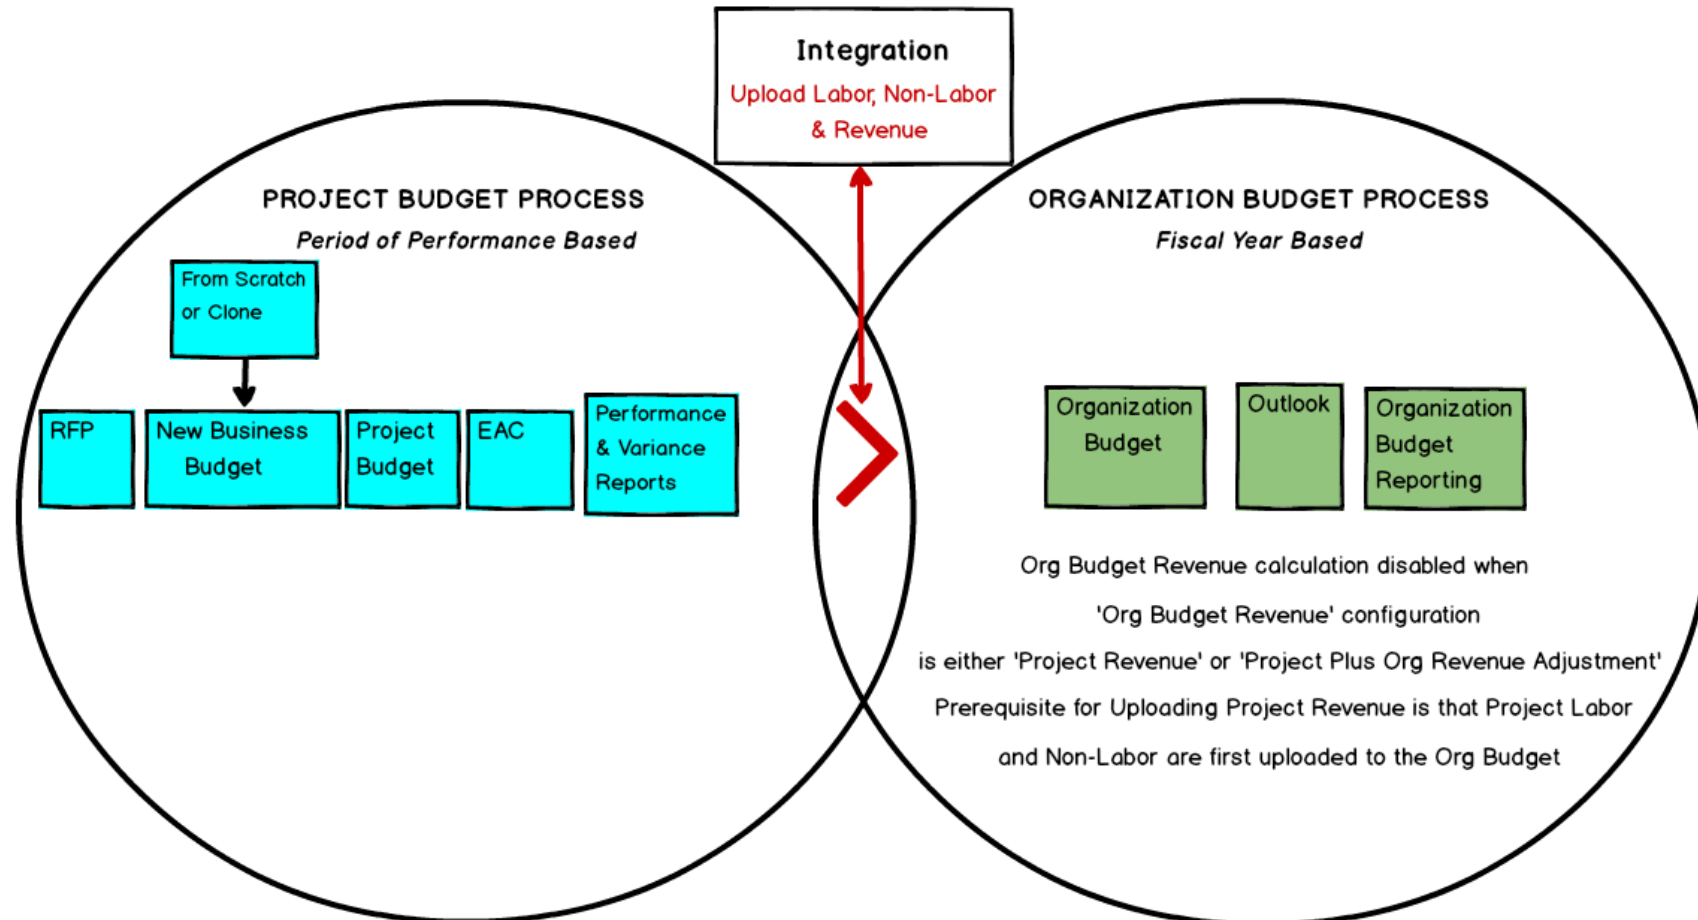 Integration
Upload Labor, Non-Labor
& Revenue
PROJECT BUDGET PROCESS
Period of Performance Based
From Scratch
or Clone
RFP
New Business
Budget
Project
Budget
EAC
Performance
& Variance
Reports
ORGANIZATION BUDGET PROCESS
Fiscal Year Based
Organization
Budget
Outlook
Organization
Budget
Reporting
Org Budget Revenue calculation disabled when
'Org Budget Revenue' configuration
is either 'Project Revenue' or 'Project Plus Org Revenue Adjustment'
Prerequisite for Uploading Project Revenue is that Project Labor
and Non-Labor are first uploaded to the Org Budget